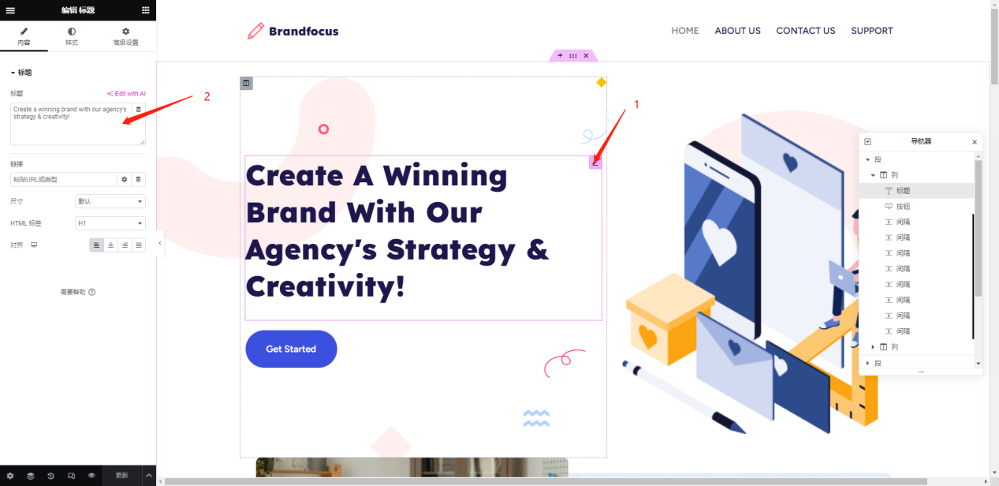 编辑 标题
内容
样式
高级设置
标题
标题
Edit with AI
Create a winning brand with our agency's
strategy & creativity!
链接
粘贴URL或类型
尺寸
默认
HTML 标签
H1
对齐
需要帮助
更新
2
Brandfocus
HOME
ABOUT US
CONTACT US
SUPPORT
1
Create A Winning
Brand With Our
Agency's Strategy &
Creativity!
Get Started
导航器
段
列
标题
按钮
间隔
间隔
间隔
间隔
间隔
间隔
间隔
间隔
列
段